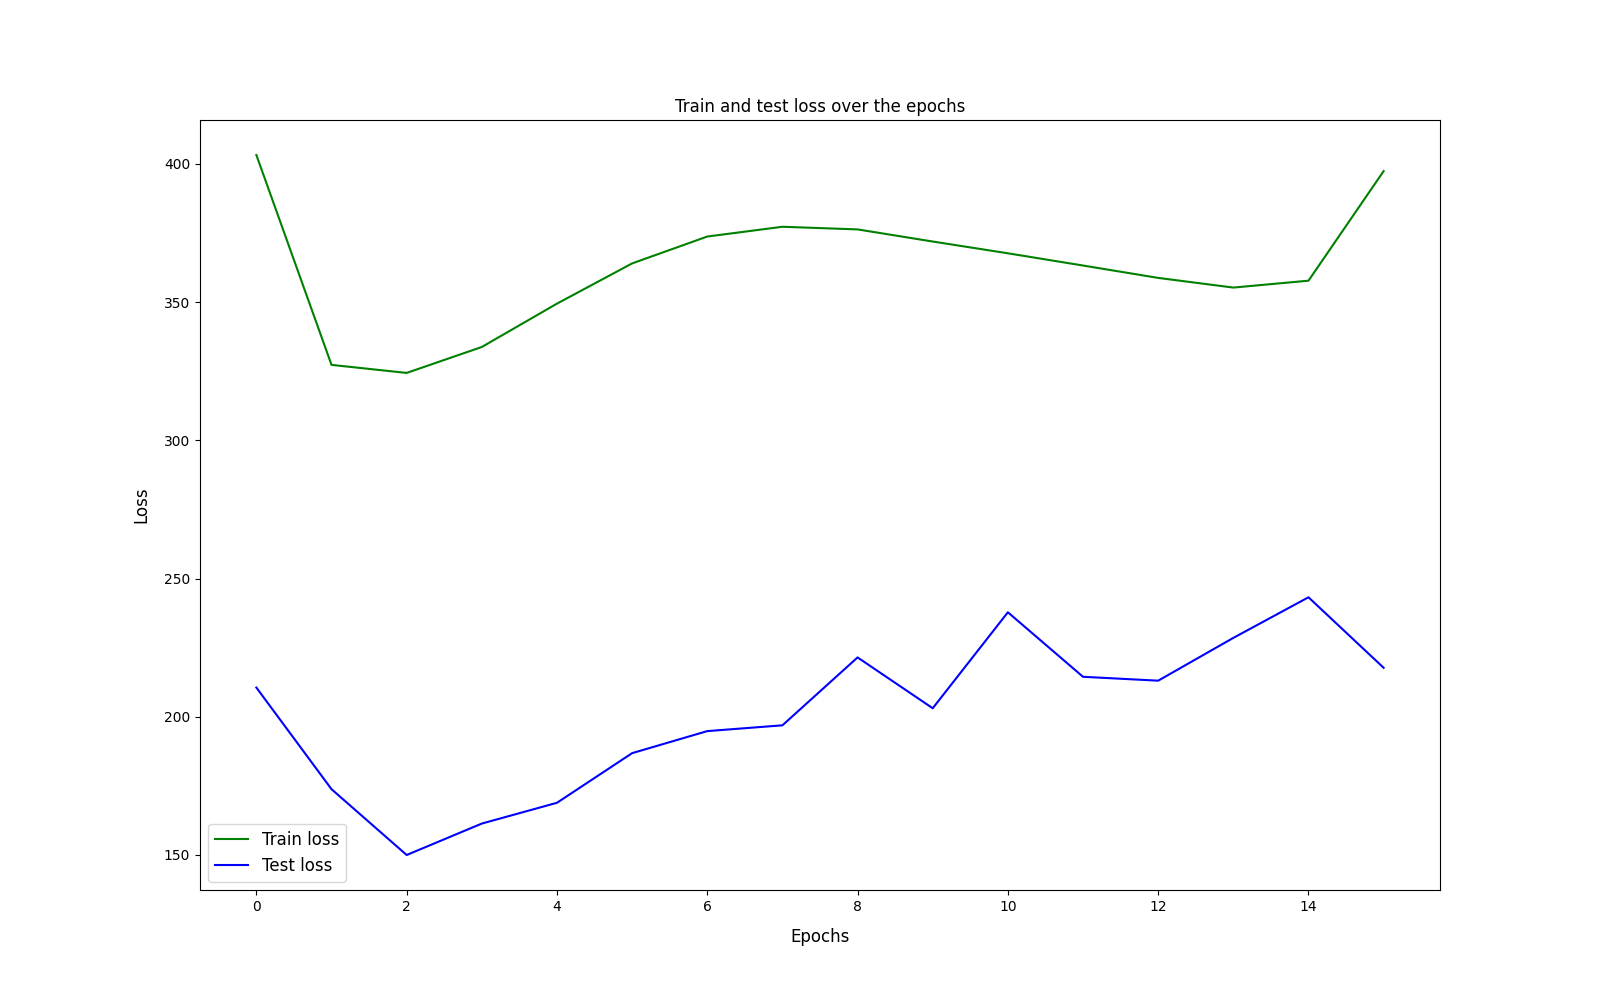 Train and test loss over the epochs
400
350
300
250
200
150
Loss
Train loss
Test loss
0 2 4 6 8 10 12 14
Epochs